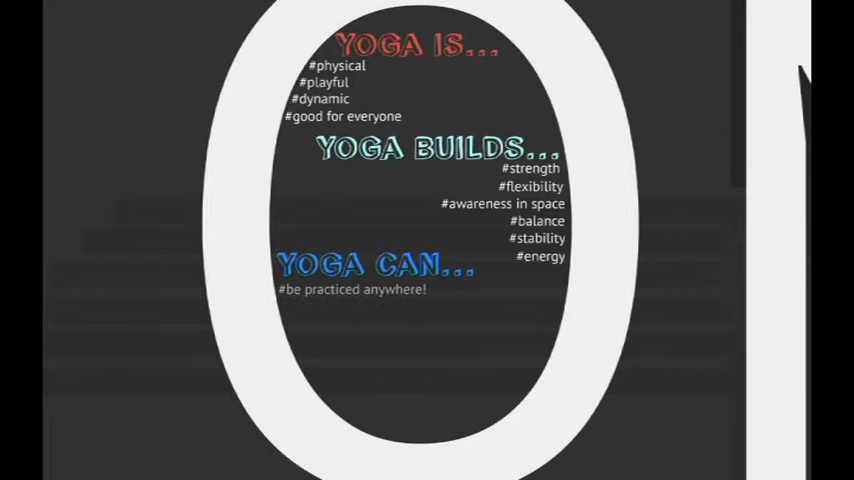 YOGA IS...
#physical
#playful
#dynamic
#good for everyone
YOGA BUILDS...
#strength
#flexibility
#awareness in space
#balance
#stability
#energy
YOGA CAN...
#be practiced anywhere!